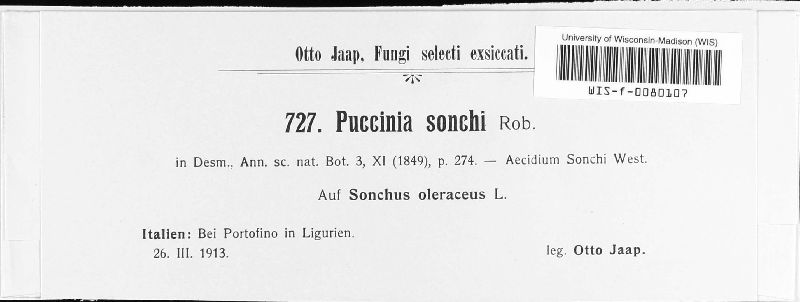 Otto Jaap, Fungi selecti exsiccati.
University of Wisconsin-Madison (WIS)
WIS-f-0080107
727. Puccinia sonchi Rob.
in Desm., Ann. sc. nat. Bot. 3, XI (1849), p. 274. — Aecidium Sonchi West.
Auf Sonchus oleraceus L.
Italien: Bei Portofino in Ligurien.
26. III. 1913.
leg. Otto Jaap.